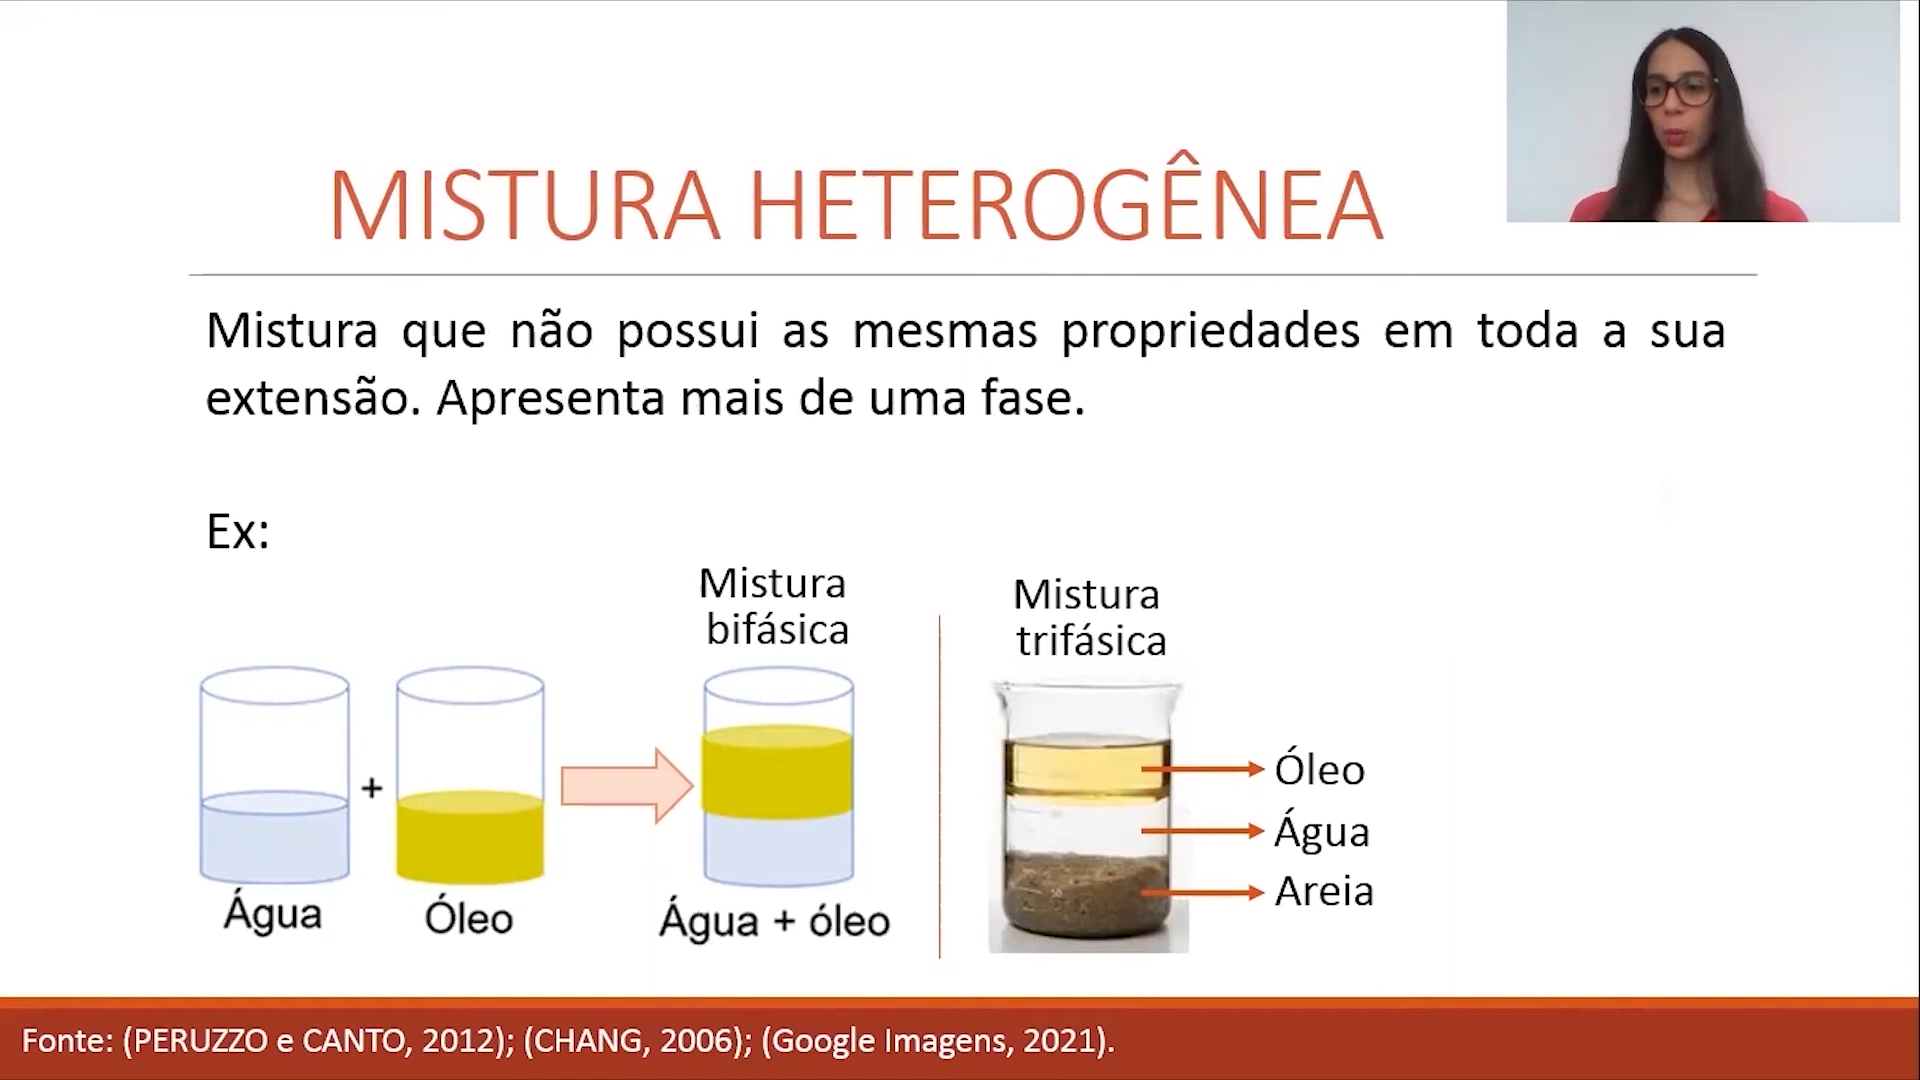 MISTURA HETEROGÊNEA
Mistura que não possui as mesmas propriedades em toda a sua
extensão. Apresenta mais de uma fase.
Ex:
Mistura
bifásica
Água
+
Óleo
Água + óleo
Mistura
trifásica
Óleo
Água
Areia
Fonte: (PERUZZO e CANTO, 2012); (CHANG, 2006); (Google Imagens, 2021).